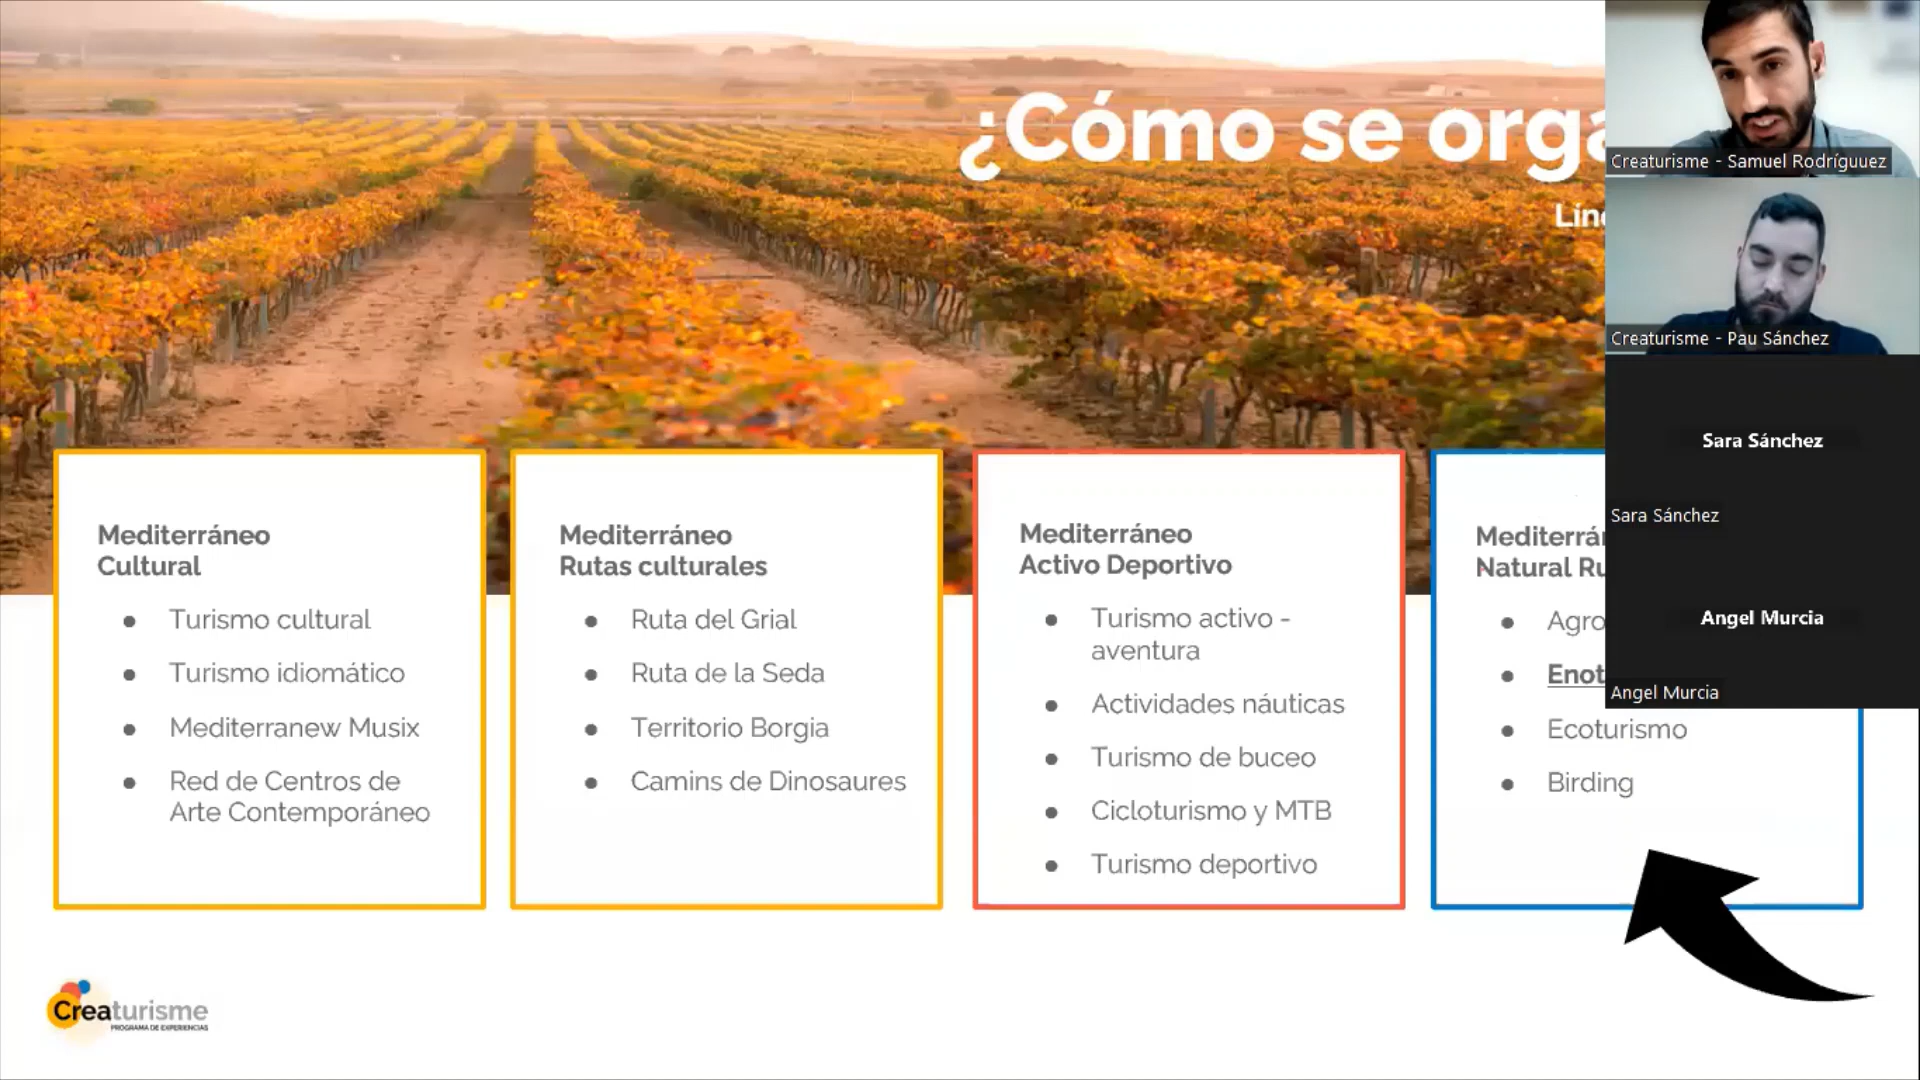 ¿Cómo se orga
Lín
Mediterráneo
Cultural
● Turismo cultural
● Turismo idiomático
● Mediterranew Musix
● Red de Centros de
Arte Contemporáneo
Mediterráneo
Rutas culturales
● Ruta del Grial
● Ruta de la Seda
● Territorio Borgia
● Camins de Dinosaures
Mediterráneo
Activo Deportivo
● Turismo activo -
aventura
● Actividades náuticas
● Turismo de buceo
● Cicloturismo y MTB
● Turismo deportivo
Mediterrá
Natural Ru
● Agro
● Enot
● Ecoturismo
● Birding
Creaturisme
PROGRAMA DE EXPERIENCIAS
Creaturisme - Samuel Rodríguuez
Creaturisme - Pau Sánchez
Sara Sánchez
Sara Sánchez
Angel Murcia
Angel Murcia